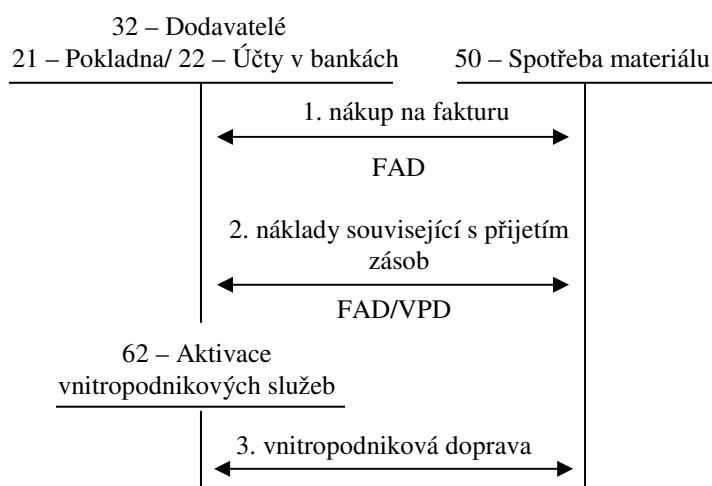 32 – Dodavatelé
21 – Pokladna/ 22 – Účty v bankách
50 – Spotřeba materiálu
1. nákup na fakturu
FAD
2. náklady související s přijetím
zásob
FAD/VPD
62 – Aktivace
vnitropodnikových služeb
3. vnitropodniková doprava